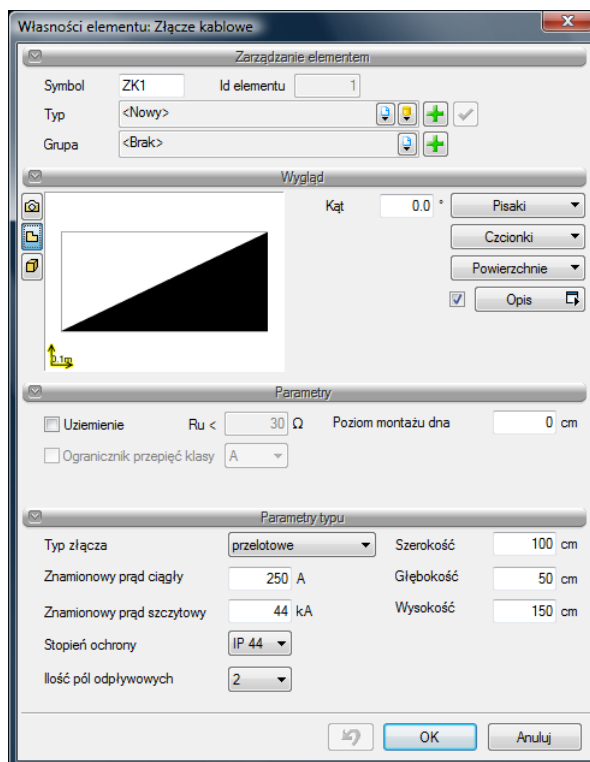 Własności elementu: Złącze kablowe
Zarządzanie elementem
Symbol ZK1 Id elementu 1
Typ <Nowy>
Grupa <Brak>
Wygląd
Kąt 0.0 ° Pisaki
Czcionki
Powierzchnie
Opis
0.1m
Parametry
Uziemienie Ru < 30 Ω Poziom montażu dna 0 cm
Ogranicznik przepięć klasy A
Parametry typu
Typ złącza przelotowe Szerokość 100 cm
Znamionowy prąd ciągły 250 A Głębokość 50 cm
Znamionowy prąd szczytowy 44 kA Wysokość 150 cm
Stopień ochrony IP 44
Ilość pól odpływowych 2
OK Anuluj